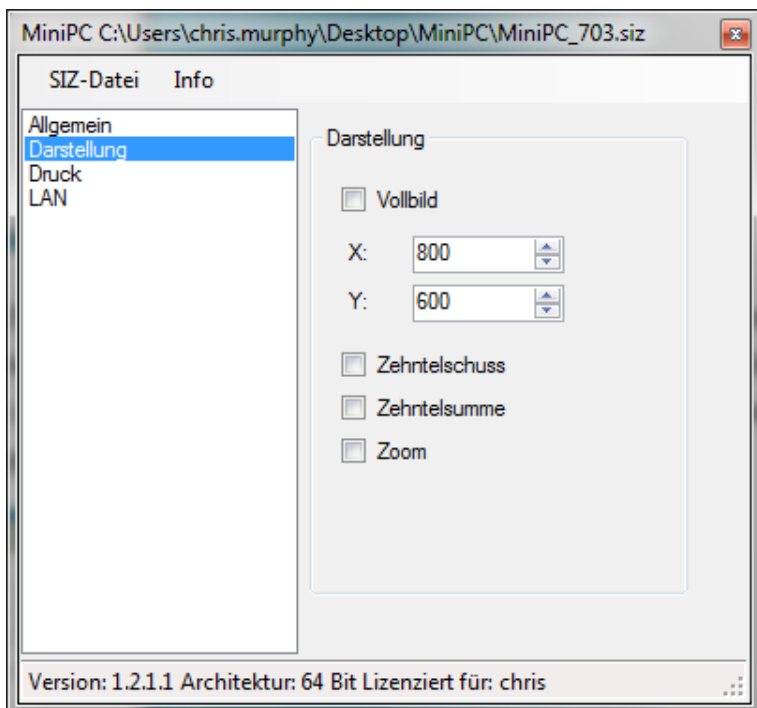 MiniPC C:\Users\chris.murphy\Desktop\MiniPC\MiniPC_703.siz
SIZ-Datei Info
Allgemein
Darstellung
Druck
LAN
Darstellung
Vollbild
X: 800
Y: 600
Zehntelschuss
Zehntelsumme
Zoom
Version: 1.2.1.1 Architektur: 64 Bit Lizenziert für: chris